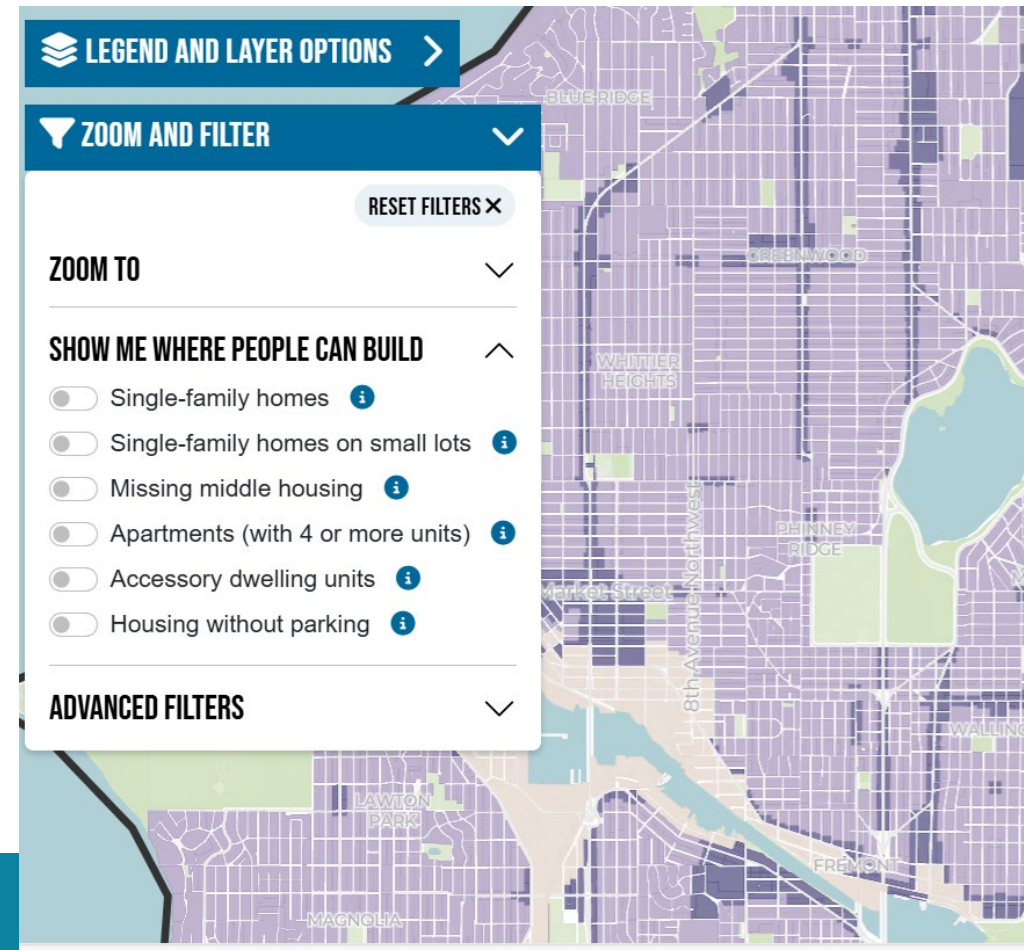 LEGEND AND LAYER OPTIONS
ZOOM AND FILTER
RESET FILTERS
ZOOM TO
SHOW ME WHERE PEOPLE CAN BUILD
Single-family homes
Single-family homes on small lots
Missing middle housing
Apartments (with 4 or more units)
Accessory dwelling units
Housing without parking
ADVANCED FILTERS
BLUE RIDGE
GREENWOOD
WHITTIER
HEIGHTS
8th Avenue Northwest
PHINNEY
RIDGE
Market Street
LAWTON
PARK
WALLING
FREMONT
MAGNOLIA